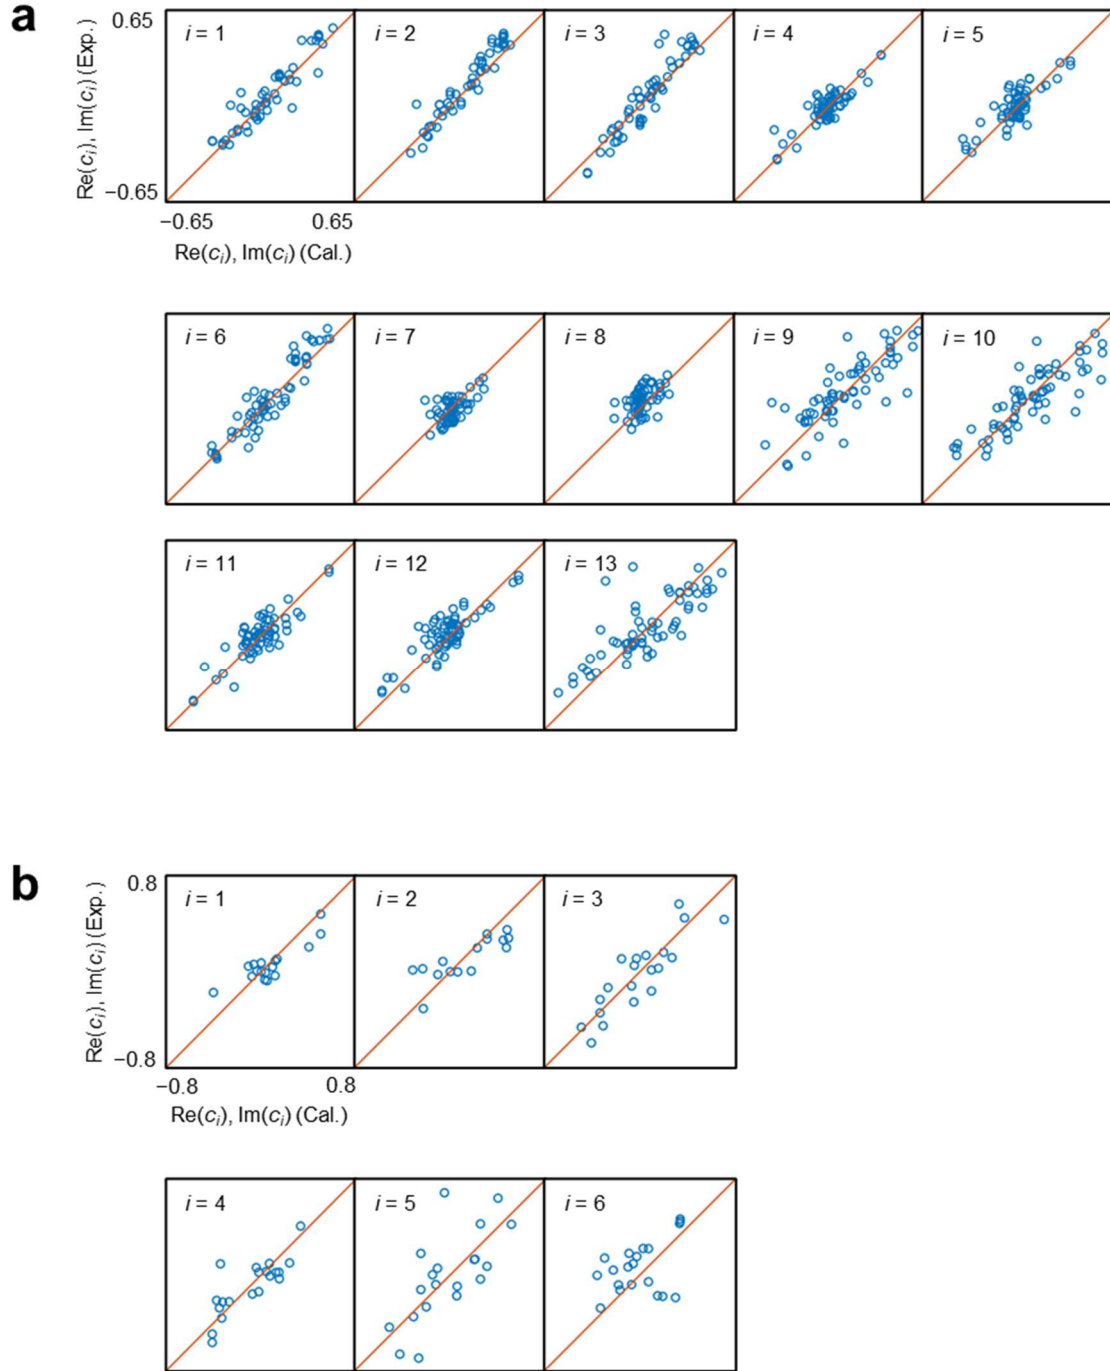 a
0.65
Re(cᵢ), Im(cᵢ) (Exp.)
−0.65
i = 1
i = 2
i = 3
i = 4
i = 5
−0.65
0.65
Re(cᵢ), Im(cᵢ) (Cal.)
i = 6
i = 7
i = 8
i = 9
i = 10
i = 11
i = 12
i = 13
b
0.8
Re(cᵢ), Im(cᵢ) (Exp.)
−0.8
i = 1
i = 2
i = 3
−0.8
0.8
Re(cᵢ), Im(cᵢ) (Cal.)
i = 4
i = 5
i = 6